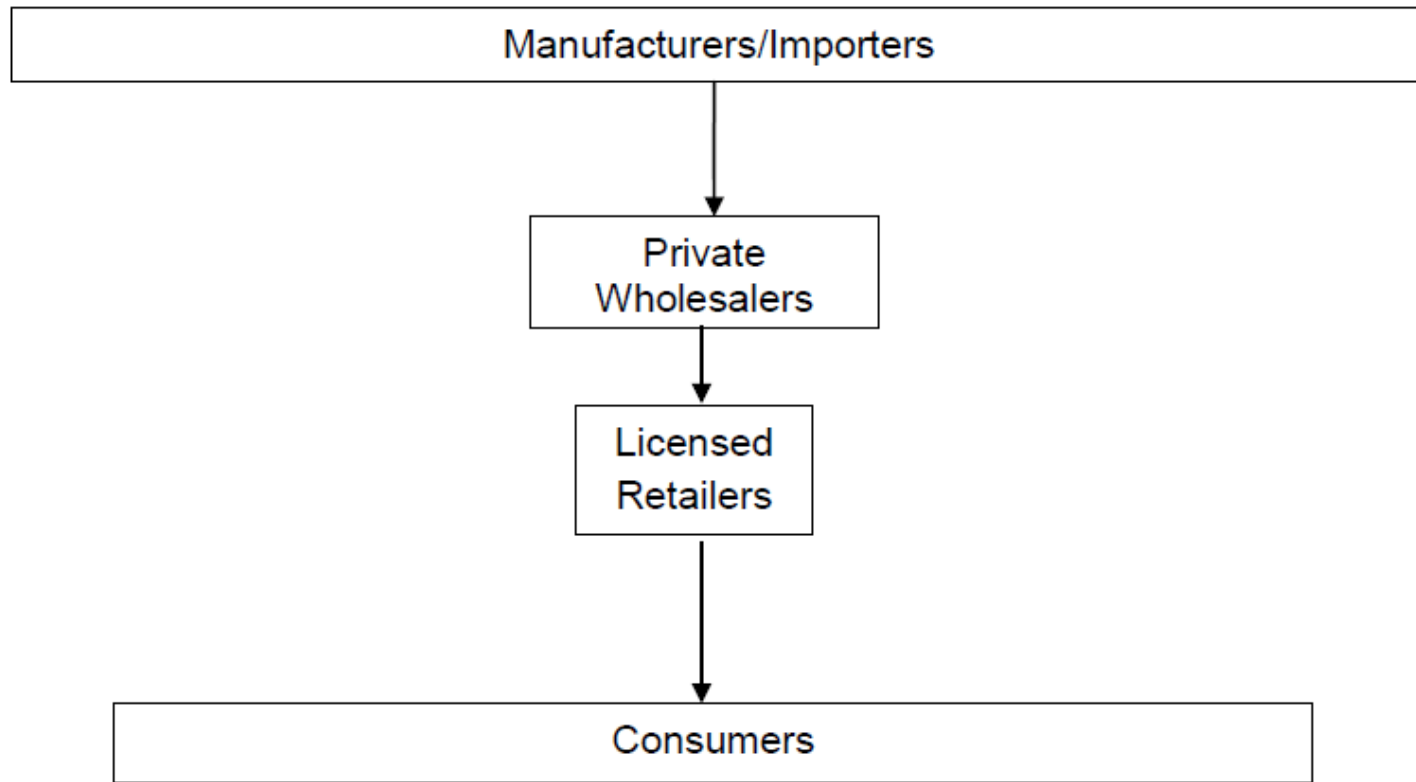 Manufacturers/Importers
Private
Wholesalers
Licensed
Retailers
Consumers